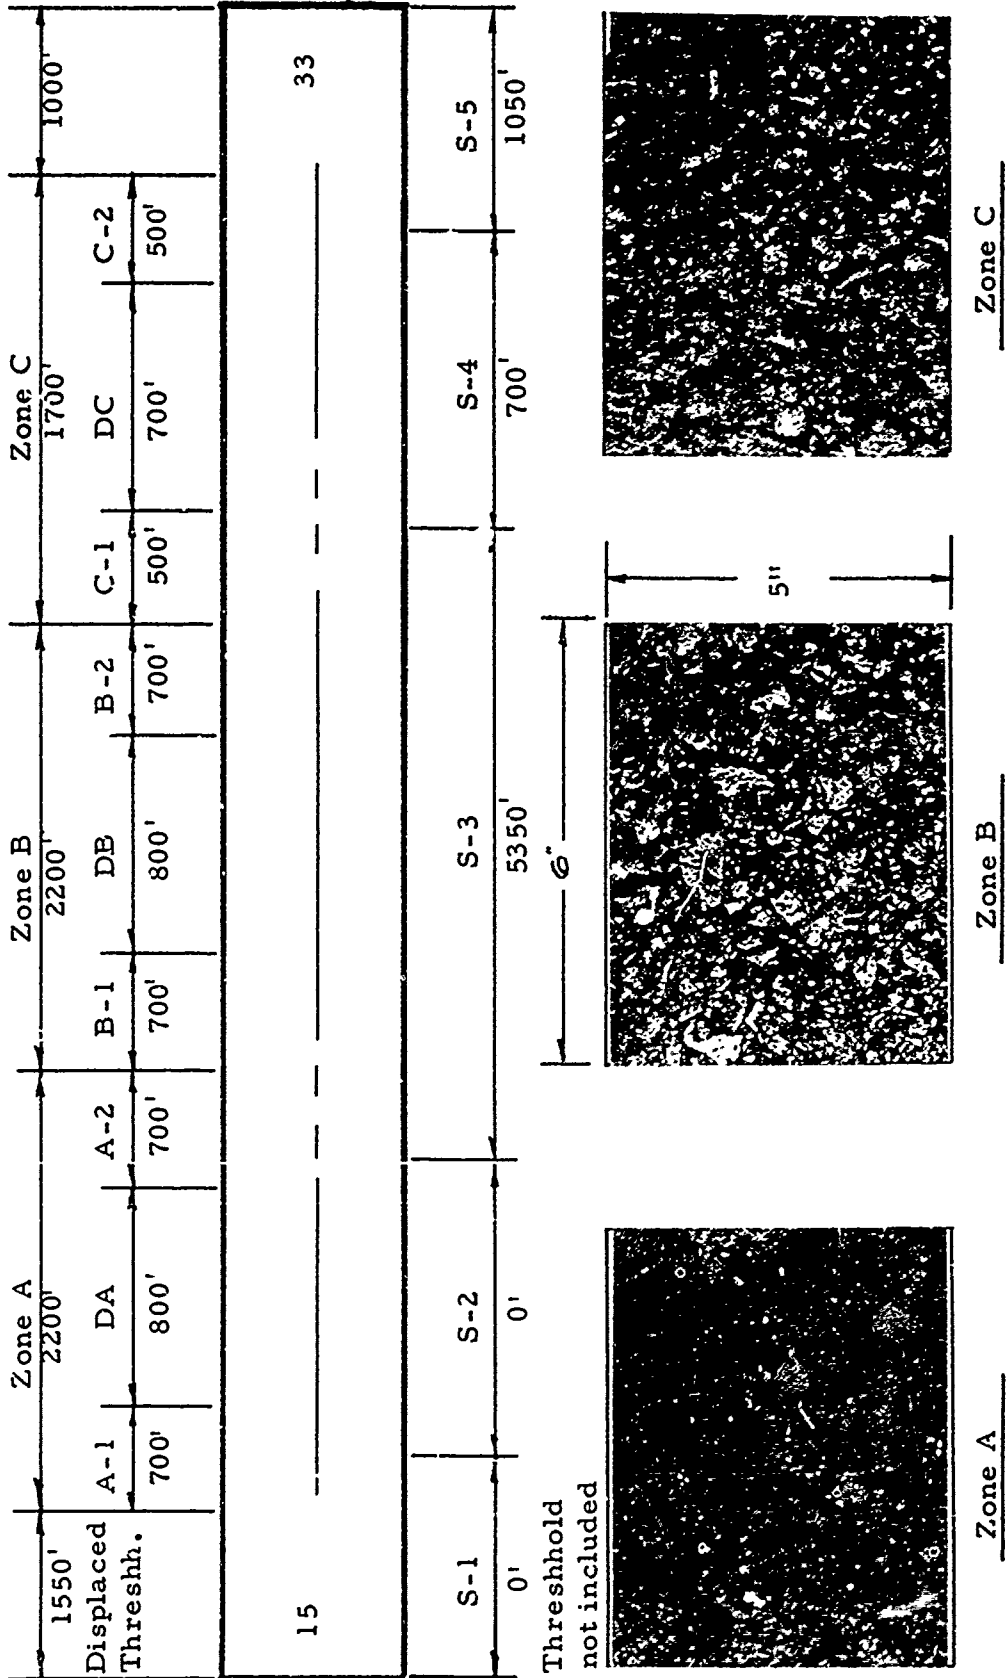 Zone A
2200'
Zone B
2200'
Zone C
1700'
1000'
1550'
Displaced
Threshh.
A-1
700'
DA
800'
A-2
700'
B-1
700'
DB
800'
B-2
700'
C-1
500'
DC
700'
C-2
500'
15
33
S-1
0'
S-2
0'
S-3
5350'
S-4
700'
S-5
1050'
Threshhold
not included
6"
5"
Zone A
Zone B
Zone C